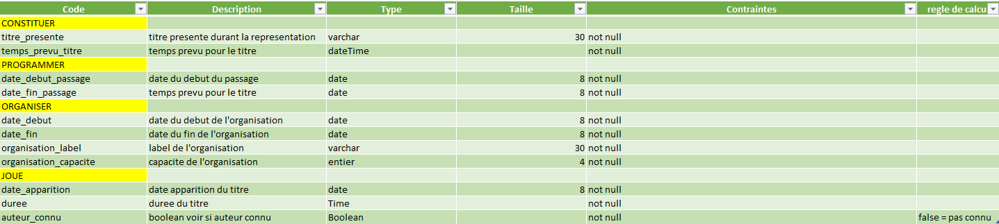 Code Description Type Taille Contraintes regle de calcu
CONSTITUER
titre_presente titre presente durant la representation varchar 30 not null
temps_prevu_titre temps prevu pour le titre dateTime not null
PROGRAMMER
date_debut_passage date du debut du passage date 8 not null
date_fin_passage temps prevu pour le titre date 8 not null
ORGANISER
date_debut date du debut de l'organisation date 8 not null
date_fin date du fin de l'organisation date 8 not null
organisation_label label de l'organisation varchar 30 not null
organisation_capacite capacite de l'organisation entier 4 not null
JOUE
date_apparition date apparition du titre date 8 not null
duree duree du titre Time not null
auteur_connu boolean voir si auteur connu Boolean not null false = pas connu